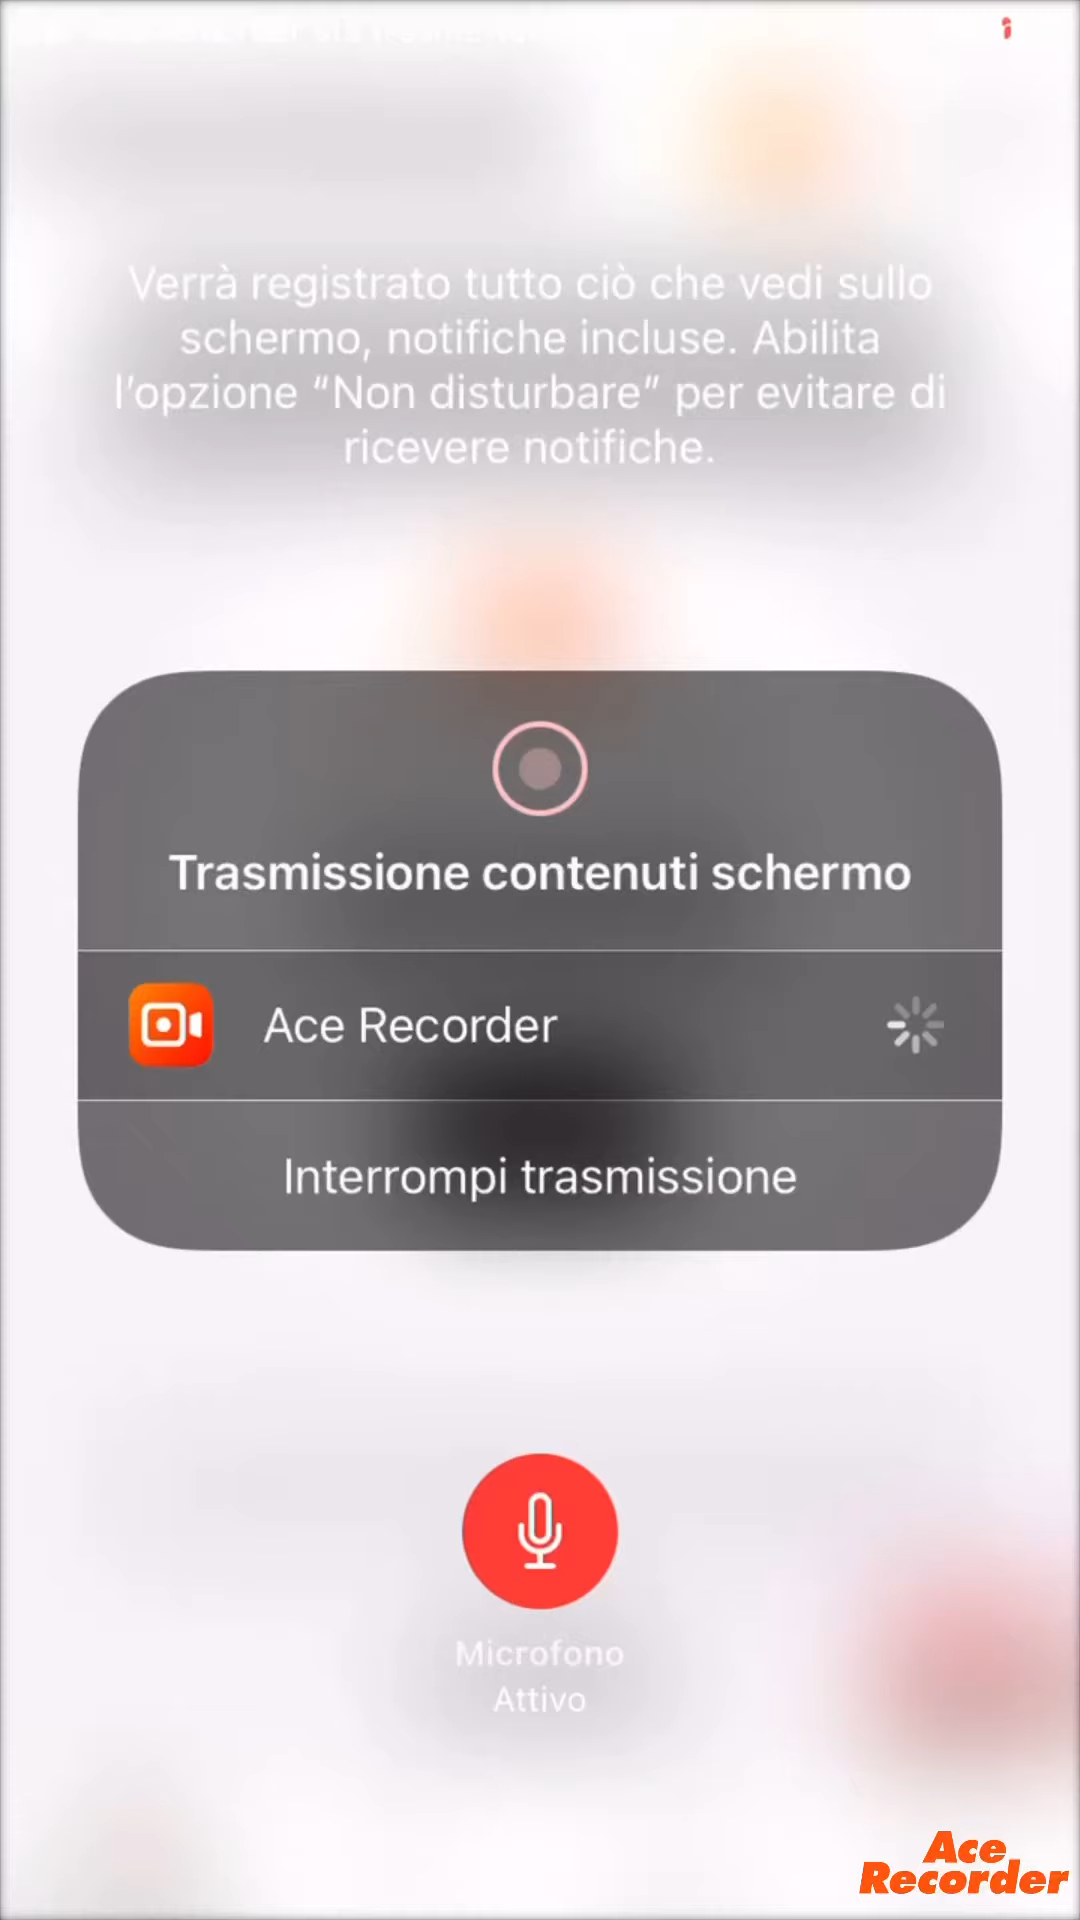 Verrà registrato tutto ciò che vedi sullo
schermo, notifiche incluse. Abilita
l’opzione “Non disturbare” per evitare di
ricevere notifiche.
Trasmissione contenuti schermo
Ace Recorder
Interrompi trasmissione
Microfono
Attivo
Ace
Recorder